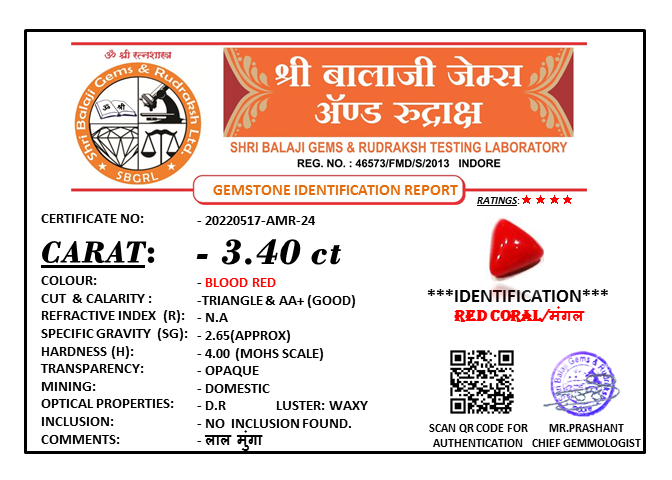 ॐ श्री रत्नशास्त्र
Shri Balaji Gems & Rudraksh Ltd.
SBGRL
श्री बालाजी जेम्स
ॲण्ड रुद्राक्ष
SHRI BALAJI GEMS & RUDRAKSH TESTING LABORATORY
REG. NO. : 46573/FMD/S/2013 INDORE
GEMSTONE IDENTIFICATION REPORT
RATINGS: ★ ★ ★ ★
CERTIFICATE NO: - 20220517-AMR-24
CARAT: - 3.40 ct
COLOUR: - BLOOD RED
CUT & CALARITY : -TRIANGLE & AA+ (GOOD)
REFRACTIVE INDEX (R): - N.A
SPECIFIC GRAVITY (SG): - 2.65(APPROX)
HARDNESS (H): - 4.00 (MOHS SCALE)
TRANSPARENCY: - OPAQUE
MINING: - DOMESTIC
OPTICAL PROPERTIES: - D.R LUSTER: WAXY
INCLUSION: - NO INCLUSION FOUND.
COMMENTS: - लाल मुंगा
***IDENTIFICATION***
RED CORAL/मंगल
SCAN QR CODE FOR
AUTHENTICATION
MR.PRASHANT
CHIEF GEMMOLOGIST